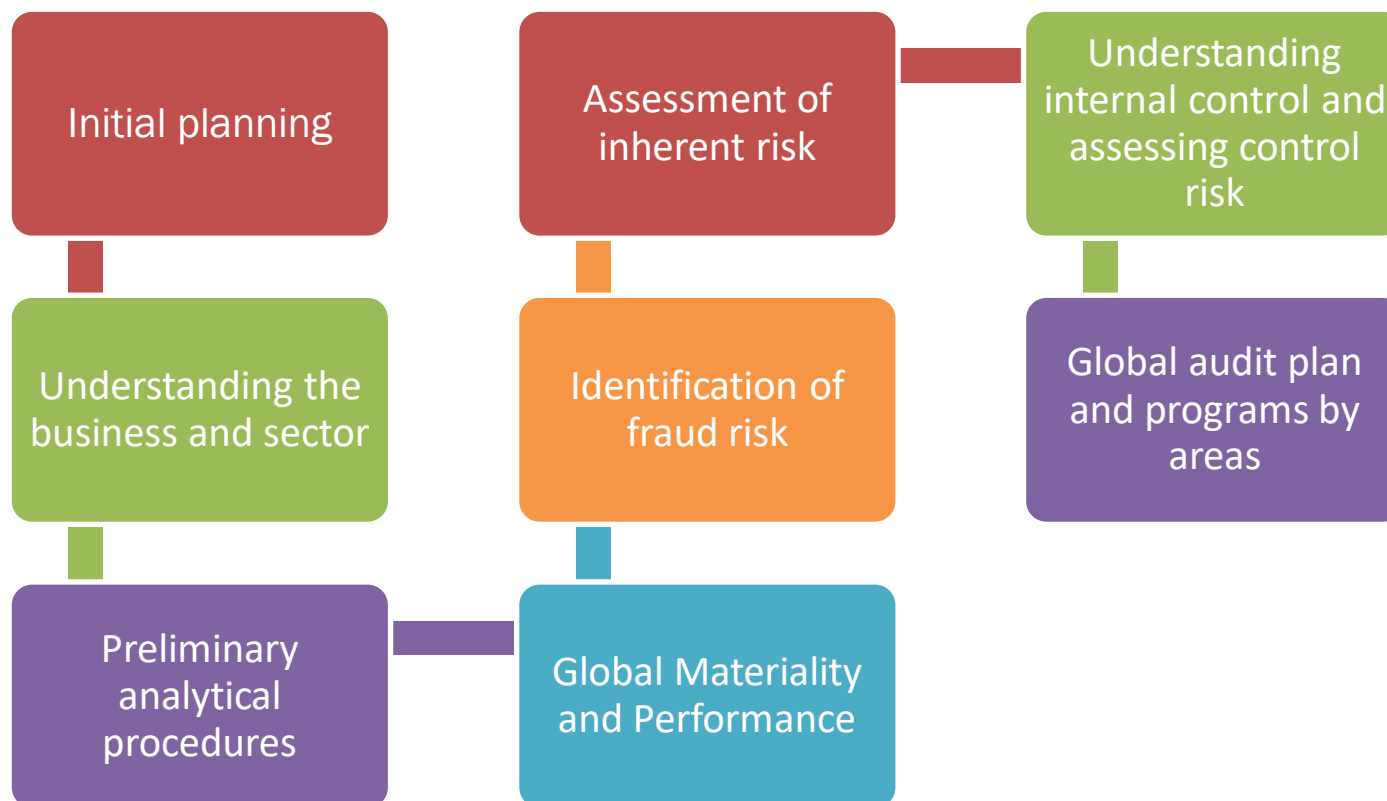 Initial planning
Understanding the
business and sector
Preliminary
analytical
procedures
Global Materiality
and Performance
Identification of
fraud risk
Assessment of
inherent risk
Understanding
internal control and
assessing control
risk
Global audit plan
and programs by
areas